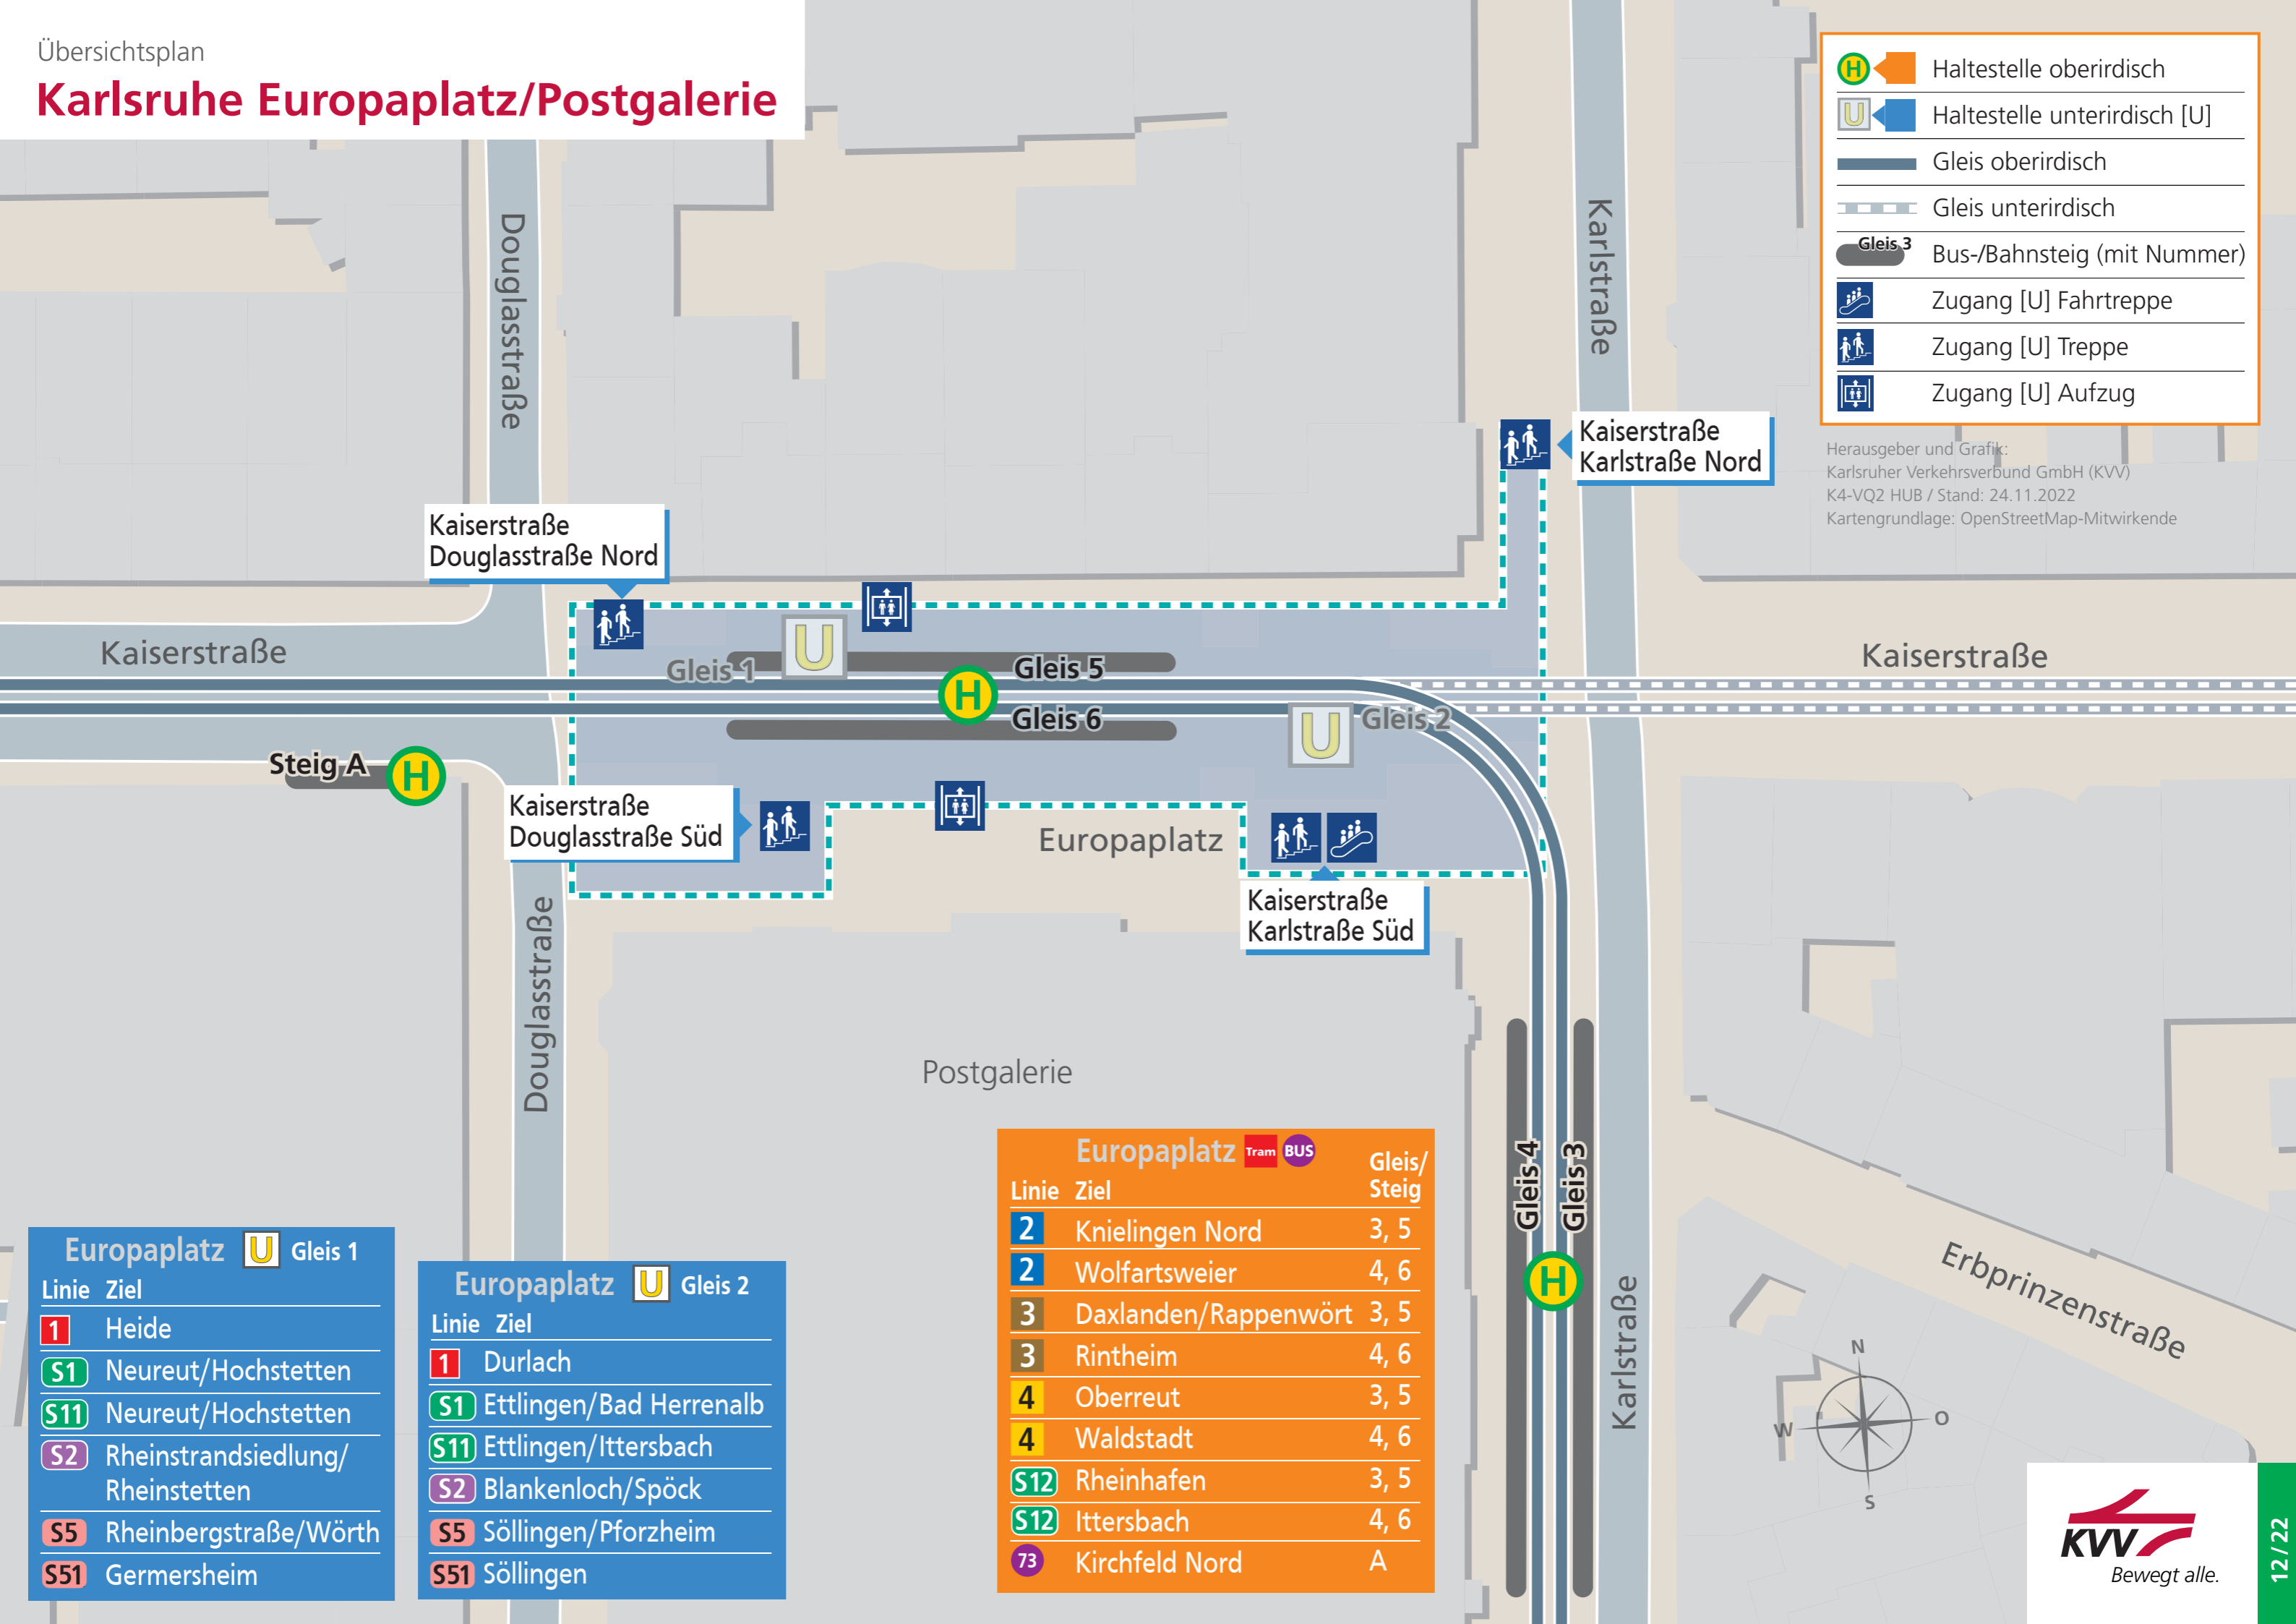 Übersichtsplan
Karlsruhe Europaplatz/Postgalerie
H Haltestelle oberirdisch
U Haltestelle unterirdisch [U]
Gleis oberirdisch
Gleis unterirdisch
Gleis 3 Bus-/Bahnsteig (mit Nummer)
Zugang [U] Fahrtreppe
Zugang [U] Treppe
Zugang [U] Aufzug
Herausgeber und Grafik:
Karlsruher Verkehrsverbund GmbH (KVV)
K4-VQ2 HUB / Stand: 24.11.2022
Kartengrundlage: OpenStreetMap-Mitwirkende
Douglasstraße
Karlstraße
Kaiserstraße
Karlstraße Nord
Kaiserstraße
Douglasstraße Nord
Kaiserstraße
Kaiserstraße
Gleis 1
U
Gleis 5
H
Gleis 6
U
Gleis 2
Steig A
H
Kaiserstraße
Douglasstraße Süd
Europaplatz
Kaiserstraße
Karlstraße Süd
Douglasstraße
Postgalerie
Gleis 4
Gleis 3
H
Karlstraße
Erbprinzenstraße
N
W
O
S
Europaplatz U Gleis 1
Linie Ziel
1 Heide
S1 Neureut/Hochstetten
S11 Neureut/Hochstetten
S2 Rheinstrandsiedlung/
Rheinstetten
S5 Rheinbergstraße/Wörth
S51 Germersheim
Europaplatz U Gleis 2
Linie Ziel
1 Durlach
S1 Ettlingen/Bad Herrenalb
S11 Ettlingen/Ittersbach
S2 Blankenloch/Spöck
S5 Söllingen/Pforzheim
S51 Söllingen
Europaplatz Tram BUS
Gleis/
Linie Ziel Steig
2 Knielingen Nord 3, 5
2 Wolfartsweier 4, 6
3 Daxlanden/Rappenwört 3, 5
3 Rintheim 4, 6
4 Oberreut 3, 5
4 Waldstadt 4, 6
S12 Rheinhafen 3, 5
S12 Ittersbach 4, 6
73 Kirchfeld Nord A
KVV
Bewegt alle.
12/22